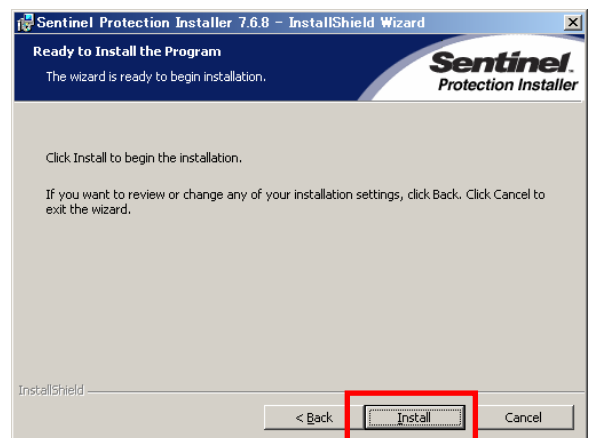 Sentinel Protection Installer 7.6.8 - InstallShield Wizard
Ready to Install the Program
The wizard is ready to begin installation.
Sentinel.
Protection Installer
Click Install to begin the installation.
If you want to review or change any of your installation settings, click Back. Click Cancel to
exit the wizard.
InstallShield
< Back
Install
Cancel